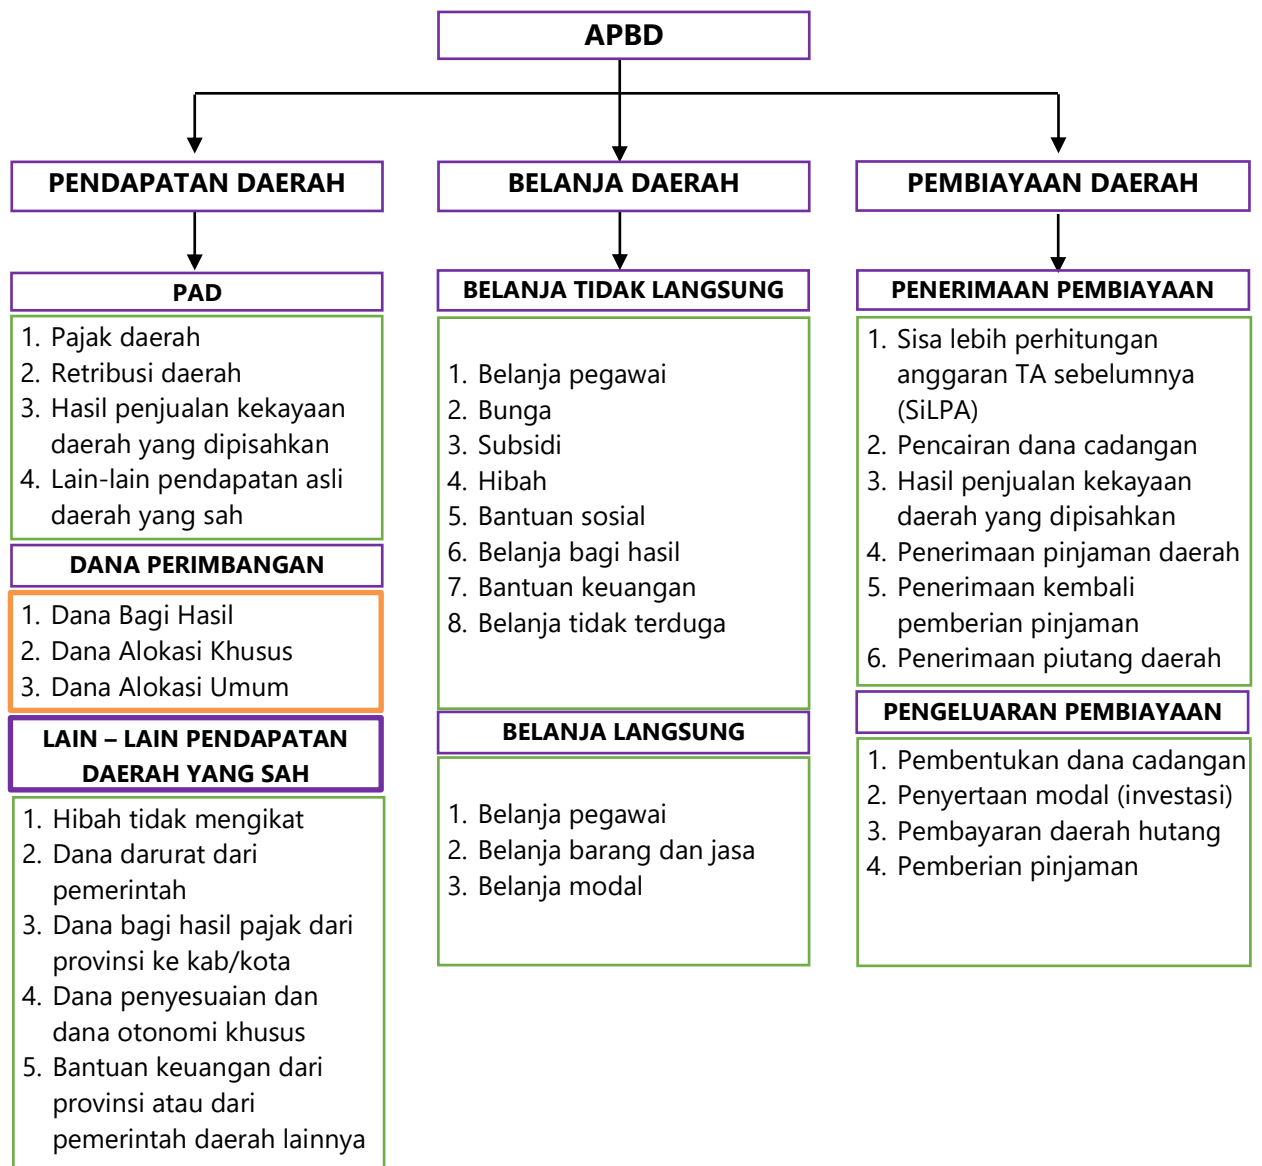 APBD
PENDAPATAN DAERAH
PAD
1. Pajak daerah
2. Retribusi daerah
3. Hasil penjualan kekayaan
daerah yang dipisahkan
4. Lain-lain pendapatan asli
daerah yang sah
DANA PERIMBANGAN
1. Dana Bagi Hasil
2. Dana Alokasi Khusus
3. Dana Alokasi Umum
LAIN – LAIN PENDAPATAN
DAERAH YANG SAH
1. Hibah tidak mengikat
2. Dana darurat dari
pemerintah
3. Dana bagi hasil pajak dari
provinsi ke kab/kota
4. Dana penyesuaian dan
dana otonomi khusus
5. Bantuan keuangan dari
provinsi atau dari
pemerintah daerah lainnya
BELANJA DAERAH
BELANJA TIDAK LANGSUNG
1. Belanja pegawai
2. Bunga
3. Subsidi
4. Hibah
5. Bantuan sosial
6. Belanja bagi hasil
7. Bantuan keuangan
8. Belanja tidak terduga
BELANJA LANGSUNG
1. Belanja pegawai
2. Belanja barang dan jasa
3. Belanja modal
PEMBIAYAAN DAERAH
PENERIMAAN PEMBIAYAAN
1. Sisa lebih perhitungan
anggaran TA sebelumnya
(SiLPA)
2. Pencairan dana cadangan
3. Hasil penjualan kekayaan
daerah yang dipisahkan
4. Penerimaan pinjaman daerah
5. Penerimaan kembali
pemberian pinjaman
6. Penerimaan piutang daerah
PENGELUARAN PEMBIAYAAN
1. Pembentukan dana cadangan
2. Penyertaan modal (investasi)
3. Pembayaran daerah hutang
4. Pemberian pinjaman